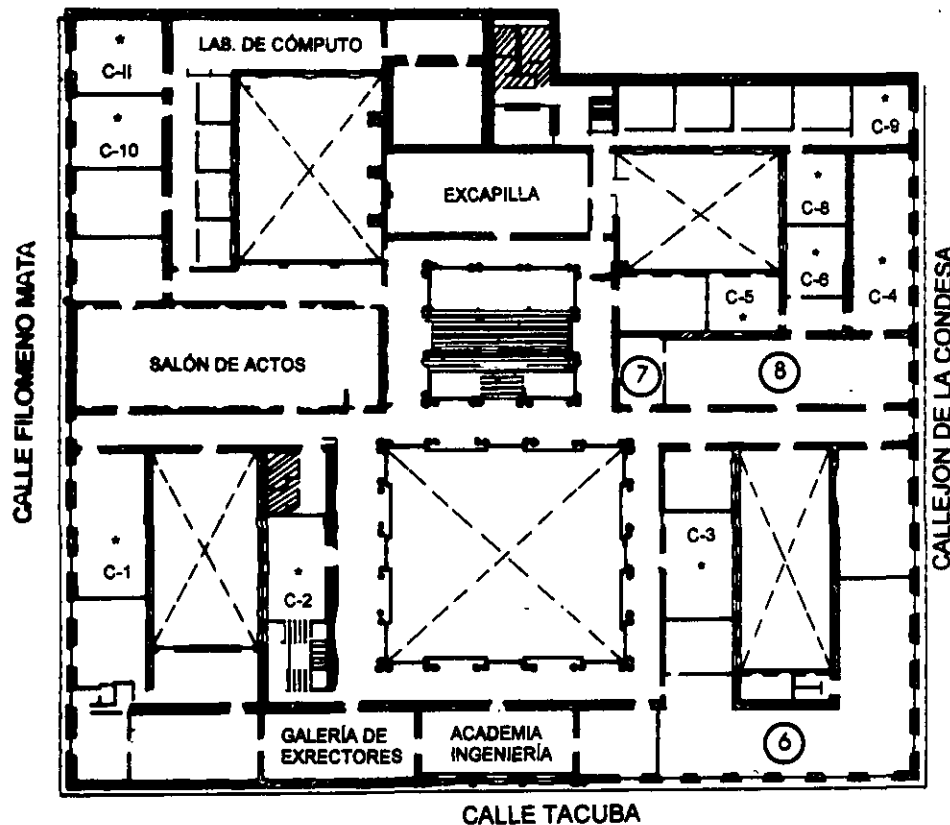 LAB. DE CÓMPUTO
*
C-II
*
C-10
*
C-9
EXCAPILLA
*
C-8
*
C-6
*
C-4
C-5
*
CALLE FILOMENO MATA
CALLEJON DE LA CONDESA
SALÓN DE ACTOS
7
8
*
C-1
*
C-2
C-3
*
GALERÍA DE
EXRECTORES
ACADEMIA
INGENIERÍA
6
CALLE TACUBA